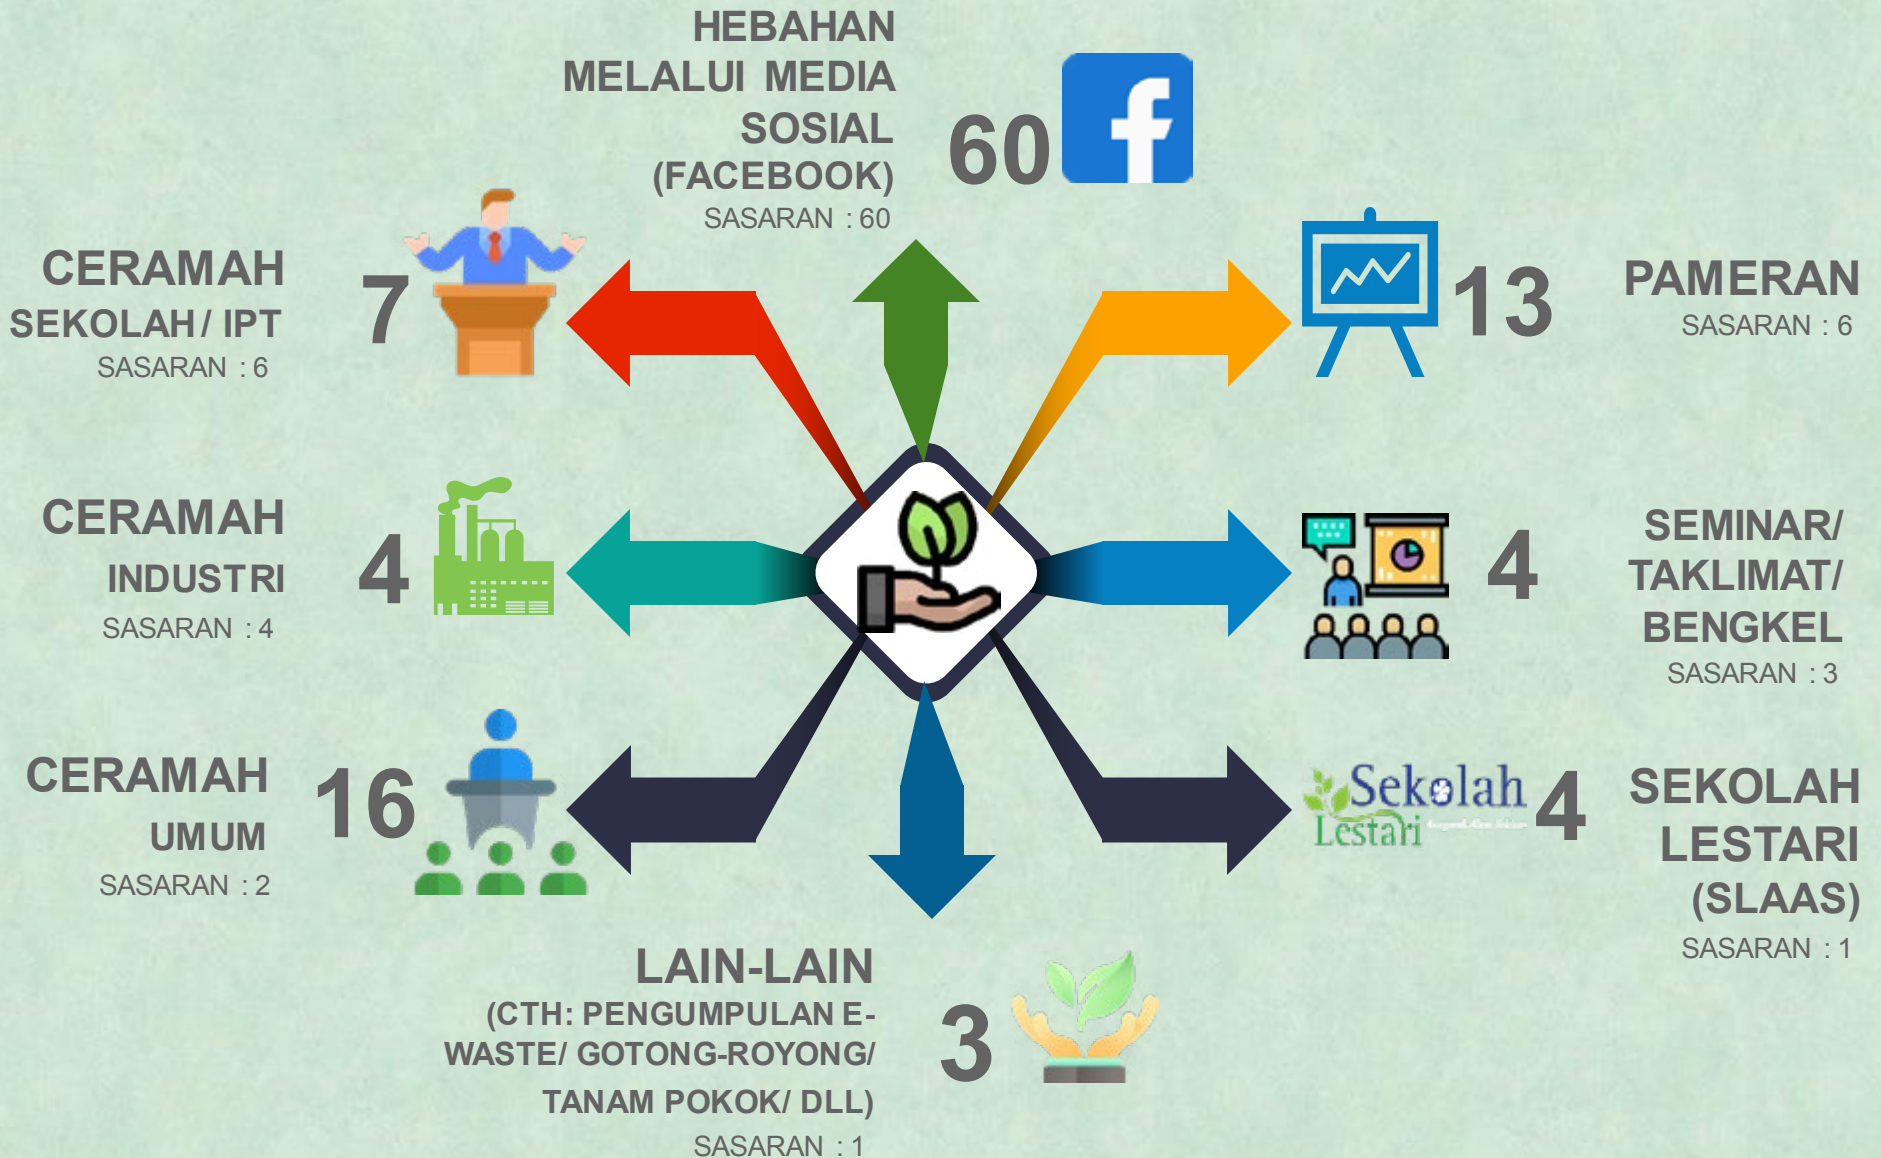 HEBAHAN
MELALUI MEDIA
SOSIAL
(FACEBOOK)
SASARAN : 60
60
CERAMAH
SEKOLAH / IPT
SASARAN : 6
7
13
PAMERAN
SASARAN : 6
CERAMAH
INDUSTRI
SASARAN : 4
4
4
SEMINAR/
TAKLIMAT/
BENGKEL
SASARAN : 3
CERAMAH
UMUM
SASARAN : 2
16
Sekolah
Lestari
4
SEKOLAH
LESTARI
(SLAAS)
SASARAN : 1
LAIN-LAIN
(CTH: PENGUMPULAN E-
WASTE/ GOTONG-ROYONG/
TANAM POKOK/ DLL)
SASARAN : 1
3